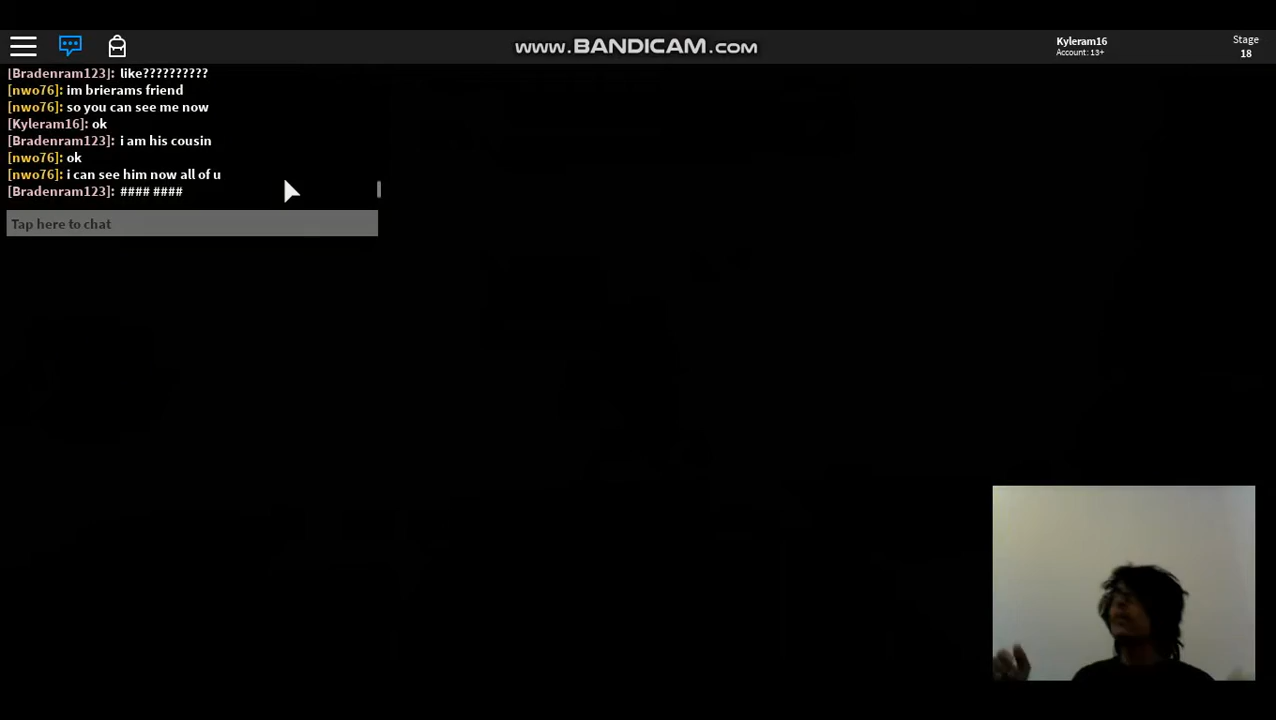 www.BANDICAM.com
Kyleram16
Account: 13+
Stage
18
[Bradenram123]: like??????????
[nwo76]: im brierams friend
[nwo76]: so you can see me now
[Kyleram16]: ok
[Bradenram123]: i am his cousin
[nwo76]: ok
[nwo76]: i can see him now all of u
[Bradenram123]: #### ####
Tap here to chat